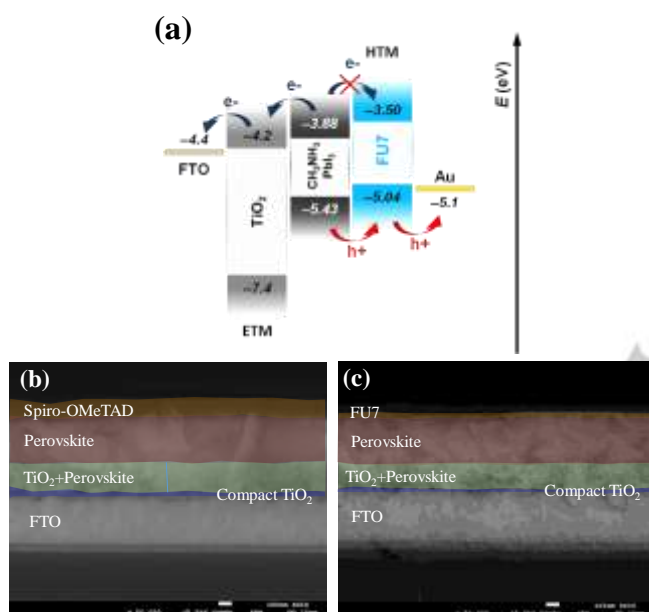 (a)
HTM
e-
e-
e-
E (eV)
–3.50
–3.88
–4.2
–4.4
FTO
CH3NH3
PbI3
FU7
TiO2
Au
–5.04
–5.43
–5.1
h+
h+
–7.4
ETM
(b)
(c)
Spiro-OMeTAD
Perovskite
TiO2+Perovskite
Compact TiO2
FTO
FU7
Perovskite
TiO2+Perovskite
Compact TiO2
FTO